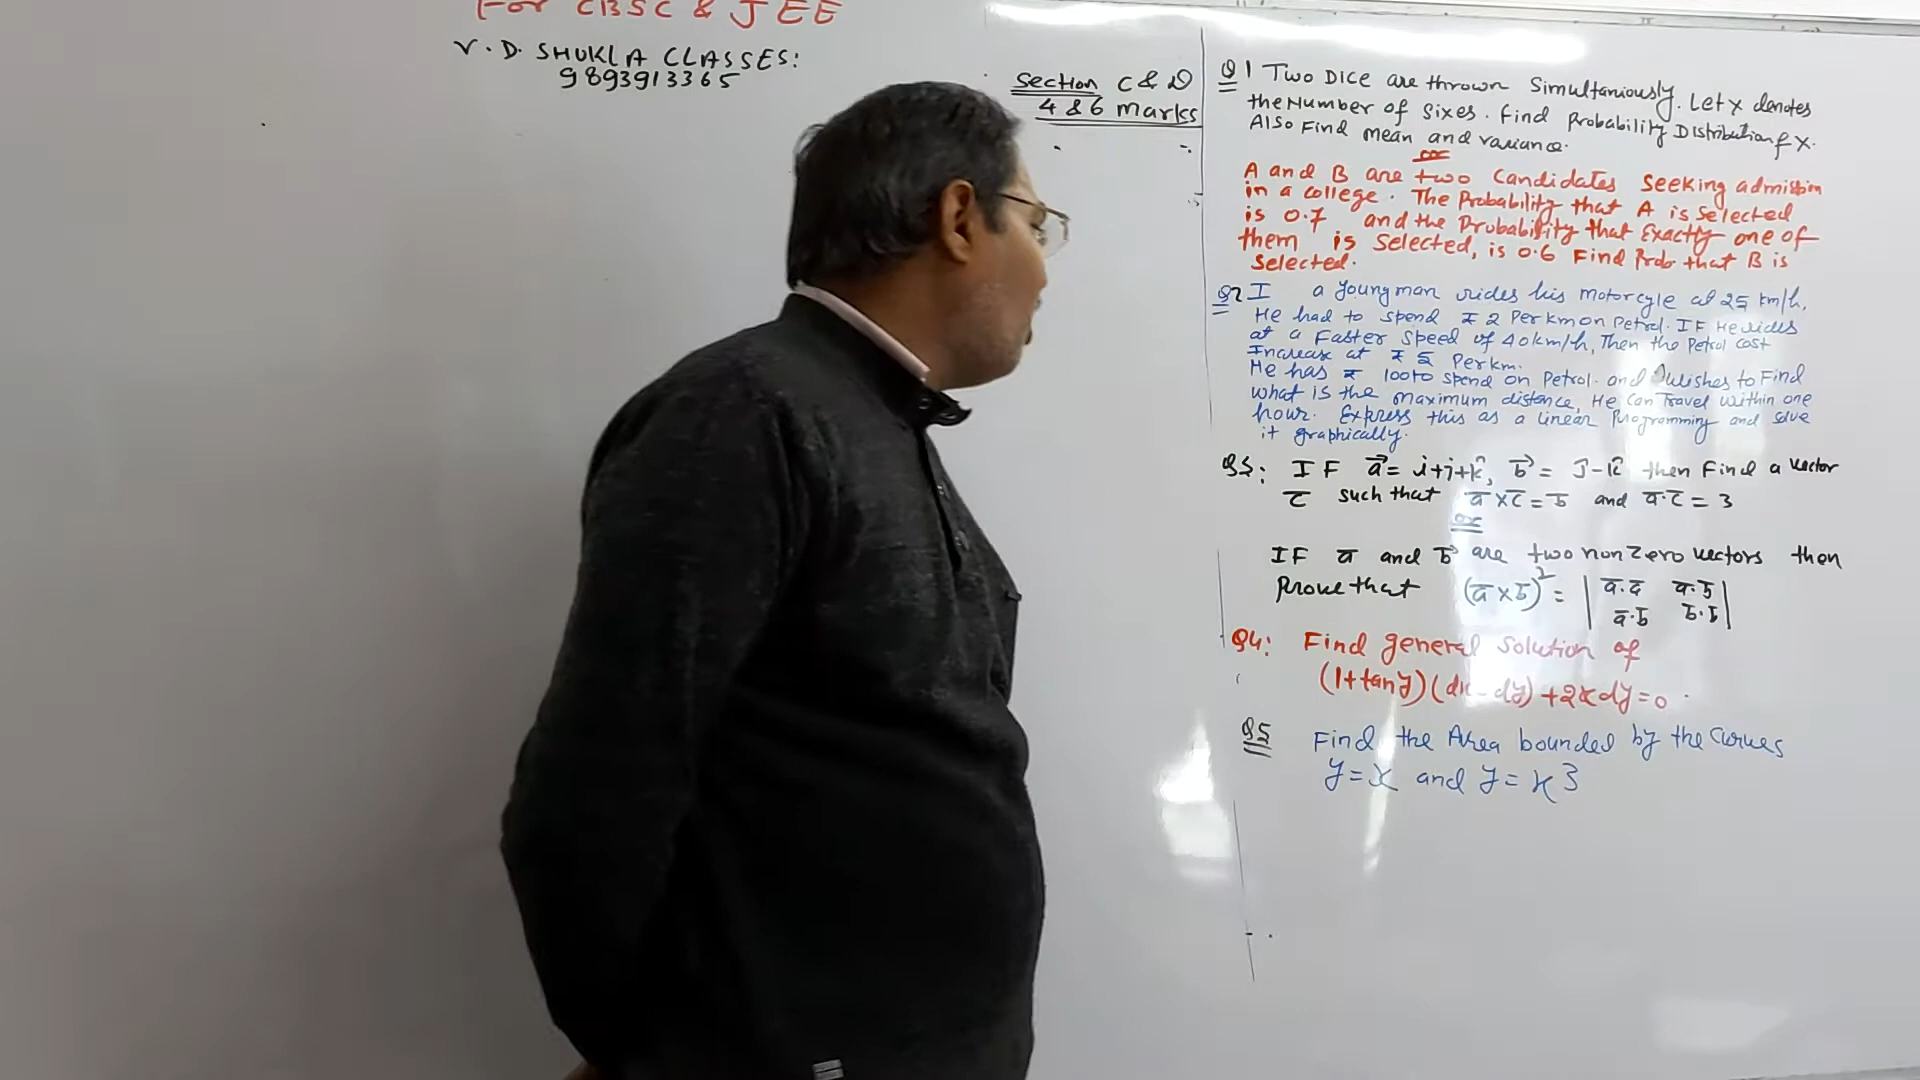 For CBSC & JEE
V. D. SHUKLA CLASSES:
9893913365
Section C & D
4 & 6 marks
Q1 Two Dice are thrown Simultaniously. Let X denotes
the Number of Sixes. Find Probability Distribution of X.
Also Find mean and variance.
or
A and B are two Candidates Seeking admission
in a college. The Probability that A is Selected
is 0.7 and the Probability that Exactly one of
them is Selected, is 0.6 Find Prob that B is
Selected.
Q2 I a Young man rides his motorcyle at 25 km/h.
He had to spend ₹ 2 Per km on Petrol. IF He rides
at a Faster Speed of 40km/h, Then the Petrol cost
Increase at ₹ 5 Per km.
He has ₹ 100 to spend on Petrol. and wishes to Find
what is the maximum distance, He Can Travel within one
hour. Express this as a linear Programming and solve
it graphically.
Q3: IF a⃗ = i+j+k̂, b⃗ = ĵ-k̂ then Find a vector
c̅ such that a̅×c̅=b̅ and a̅.c̅ = 3
or
IF a̅ and b⃗ are two non Zero vectors then
Prove that (a̅×b̅)² = | a̅.a̅ a̅.b̅ |
| a̅.b̅ b̅.b̅ |
Q4: Find general Solution of
(1+tany)(dx-dy)+2xdy=0
Q5 Find the Area bounded by the Curves
y=x and y=x3